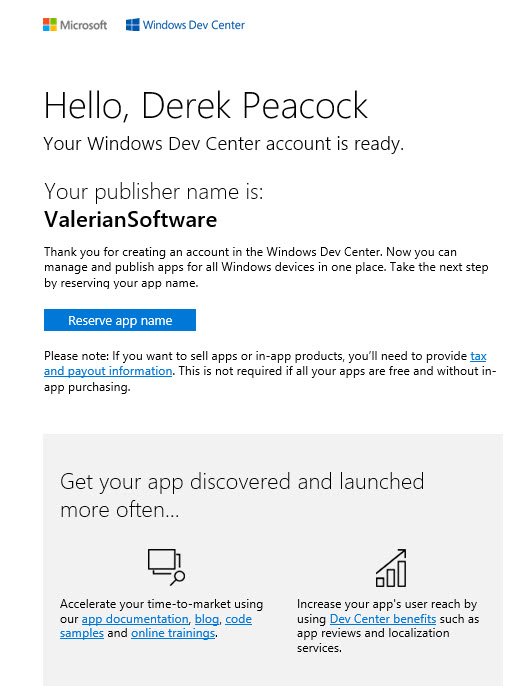 Microsoft Windows Dev Center
Hello, Derek Peacock
Your Windows Dev Center account is ready.
Your publisher name is:
ValerianSoftware
Thank you for creating an account in the Windows Dev Center. Now you can
manage and publish apps for all Windows devices in one place. Take the next step
by reserving your app name.
Reserve app name
Please note: If you want to sell apps or in-app products, you’ll need to provide tax
and payout information. This is not required if all your apps are free and without in-
app purchasing.
Get your app discovered and launched
more often...
Accelerate your time-to-market using
our app documentation, blog, code
samples and online trainings.
Increase your app's user reach by
using Dev Center benefits such as
app reviews and localization
services.